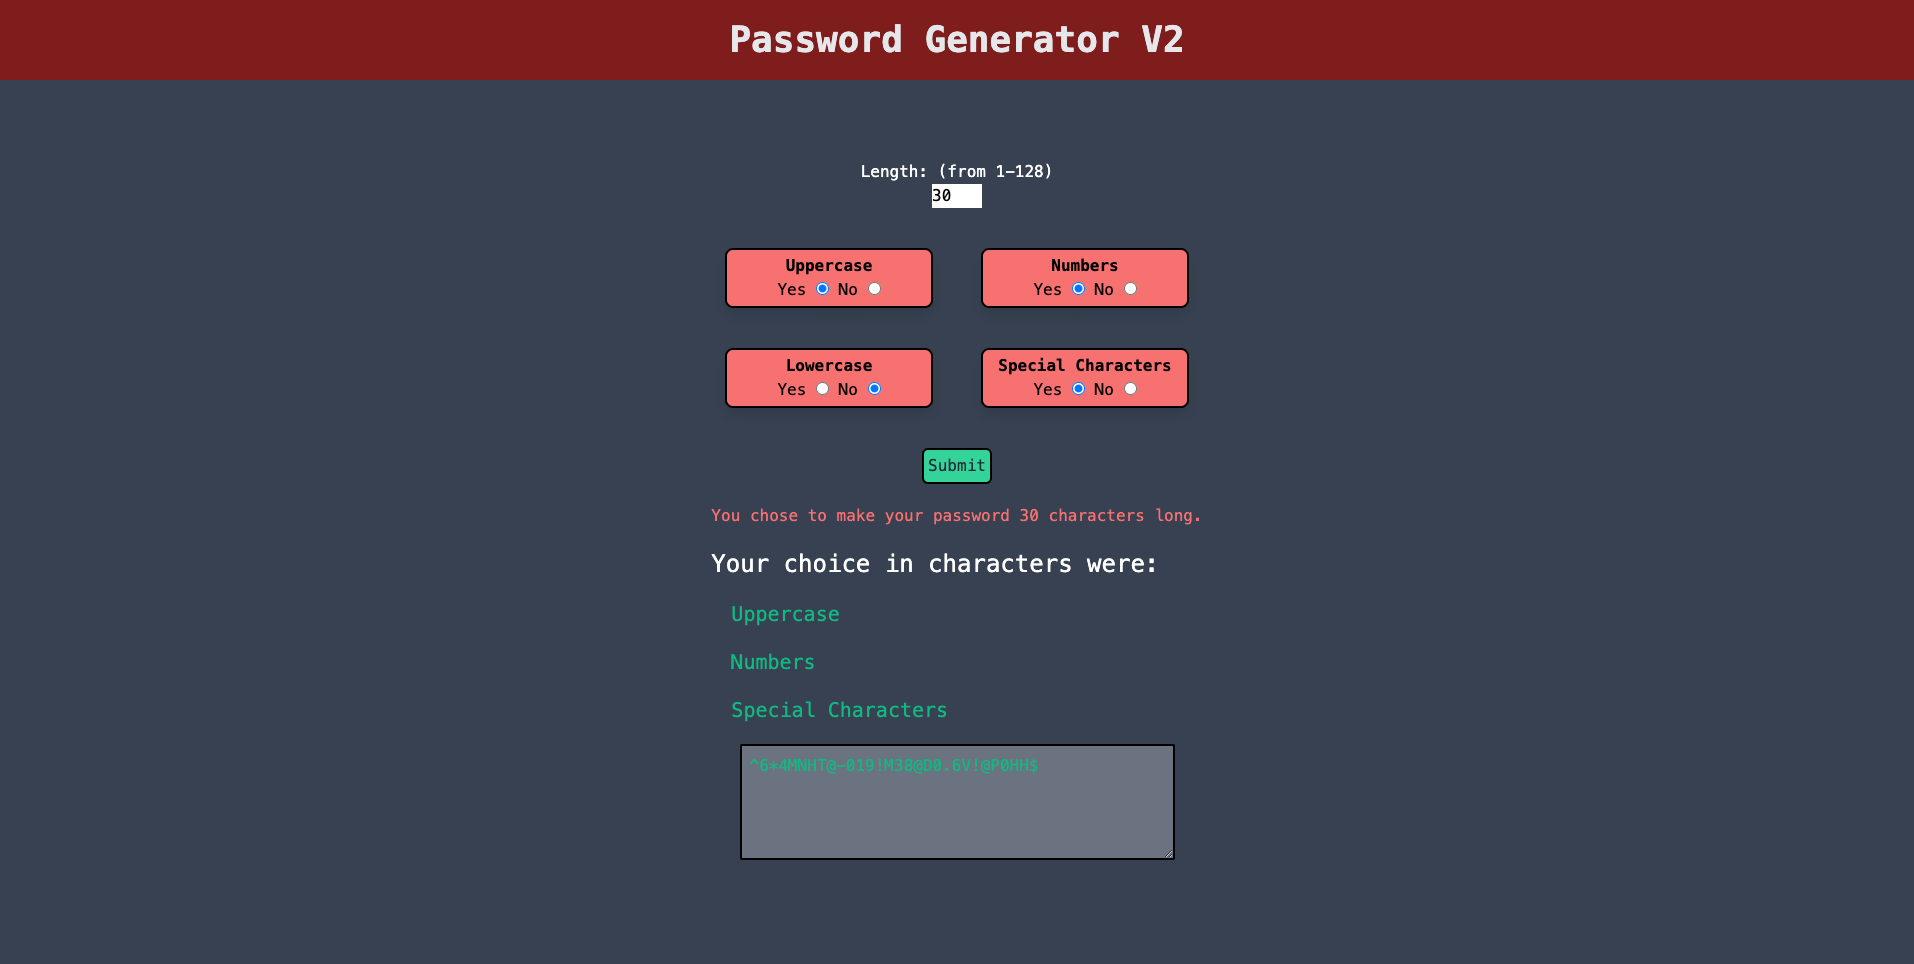 Password Generator V2
Length: (from 1-128)
30
Uppercase
Yes No
Numbers
Yes No
Lowercase
Yes No
Special Characters
Yes No
Submit
You chose to make your password 30 characters long.
Your choice in characters were:
Uppercase
Numbers
Special Characters
^6*4MNHT@-019!M38@D0.6V!@P0HH$